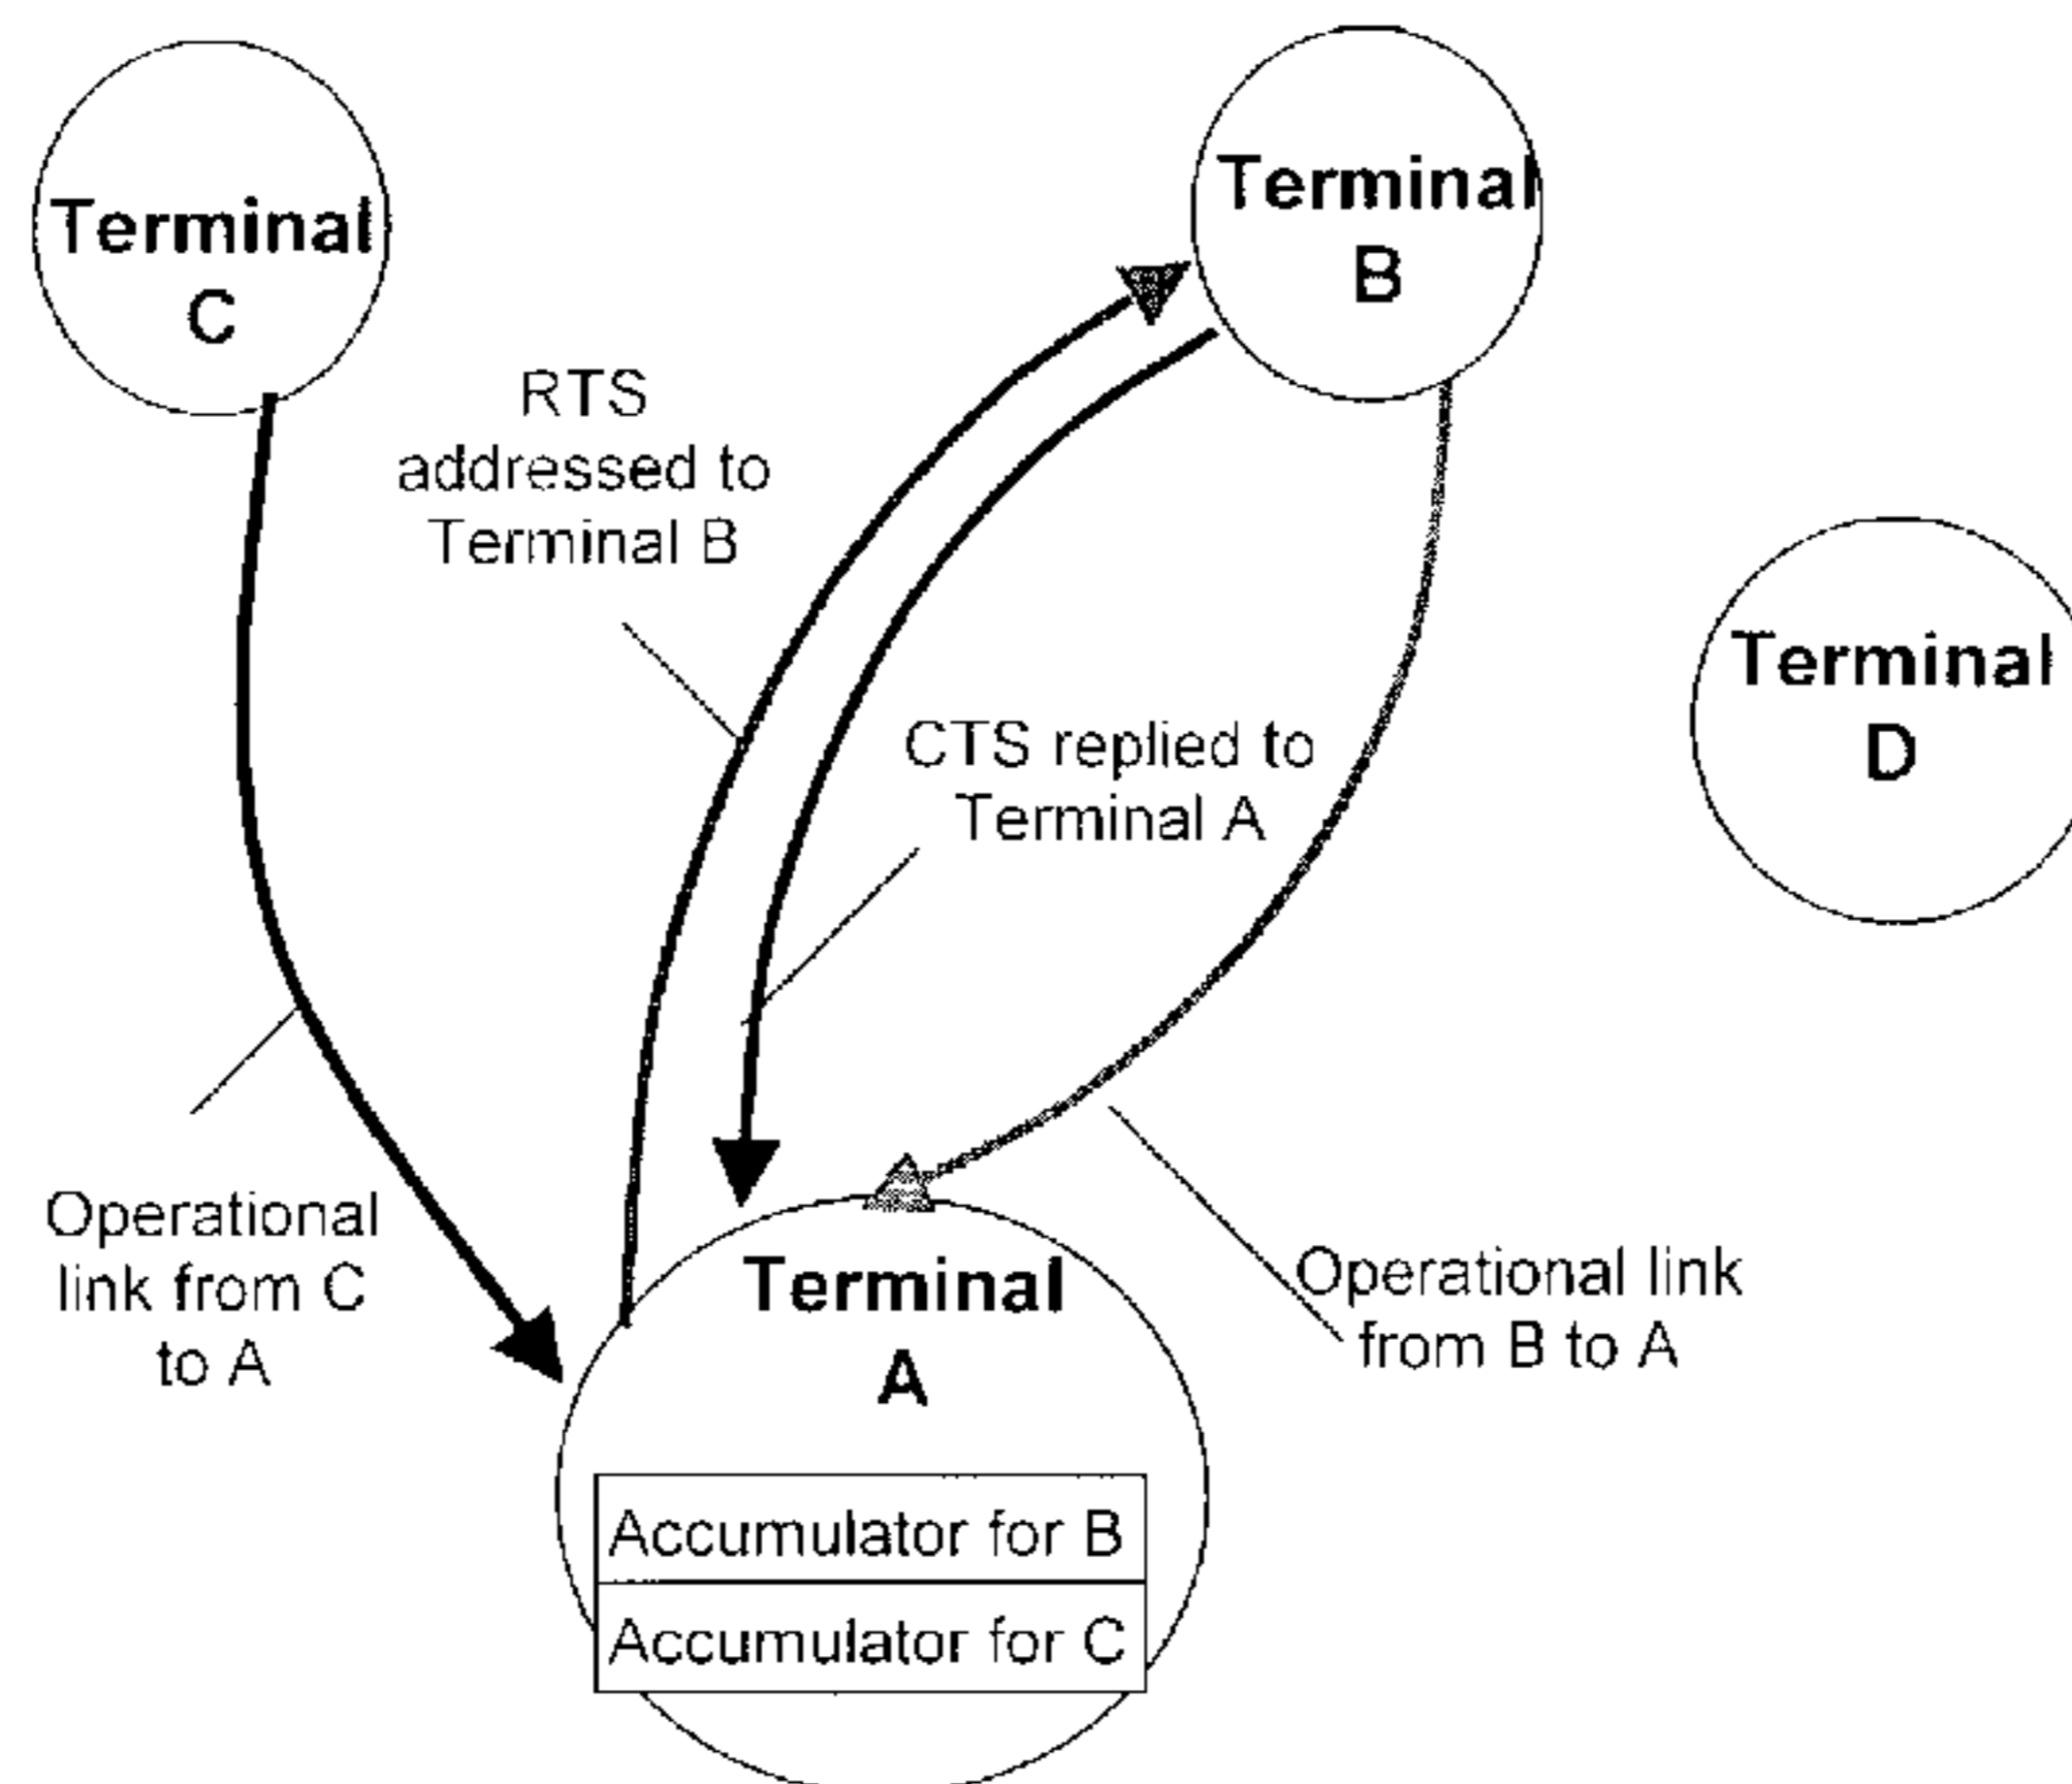 Terminal
C
Terminal
B
RTS
addressed to
Terminal B
Terminal
D
CTS replied to
Terminal A
Operational
link from C
to A
Operational link
from B to A
Terminal
A
Accumulator for B
Accumulator for C